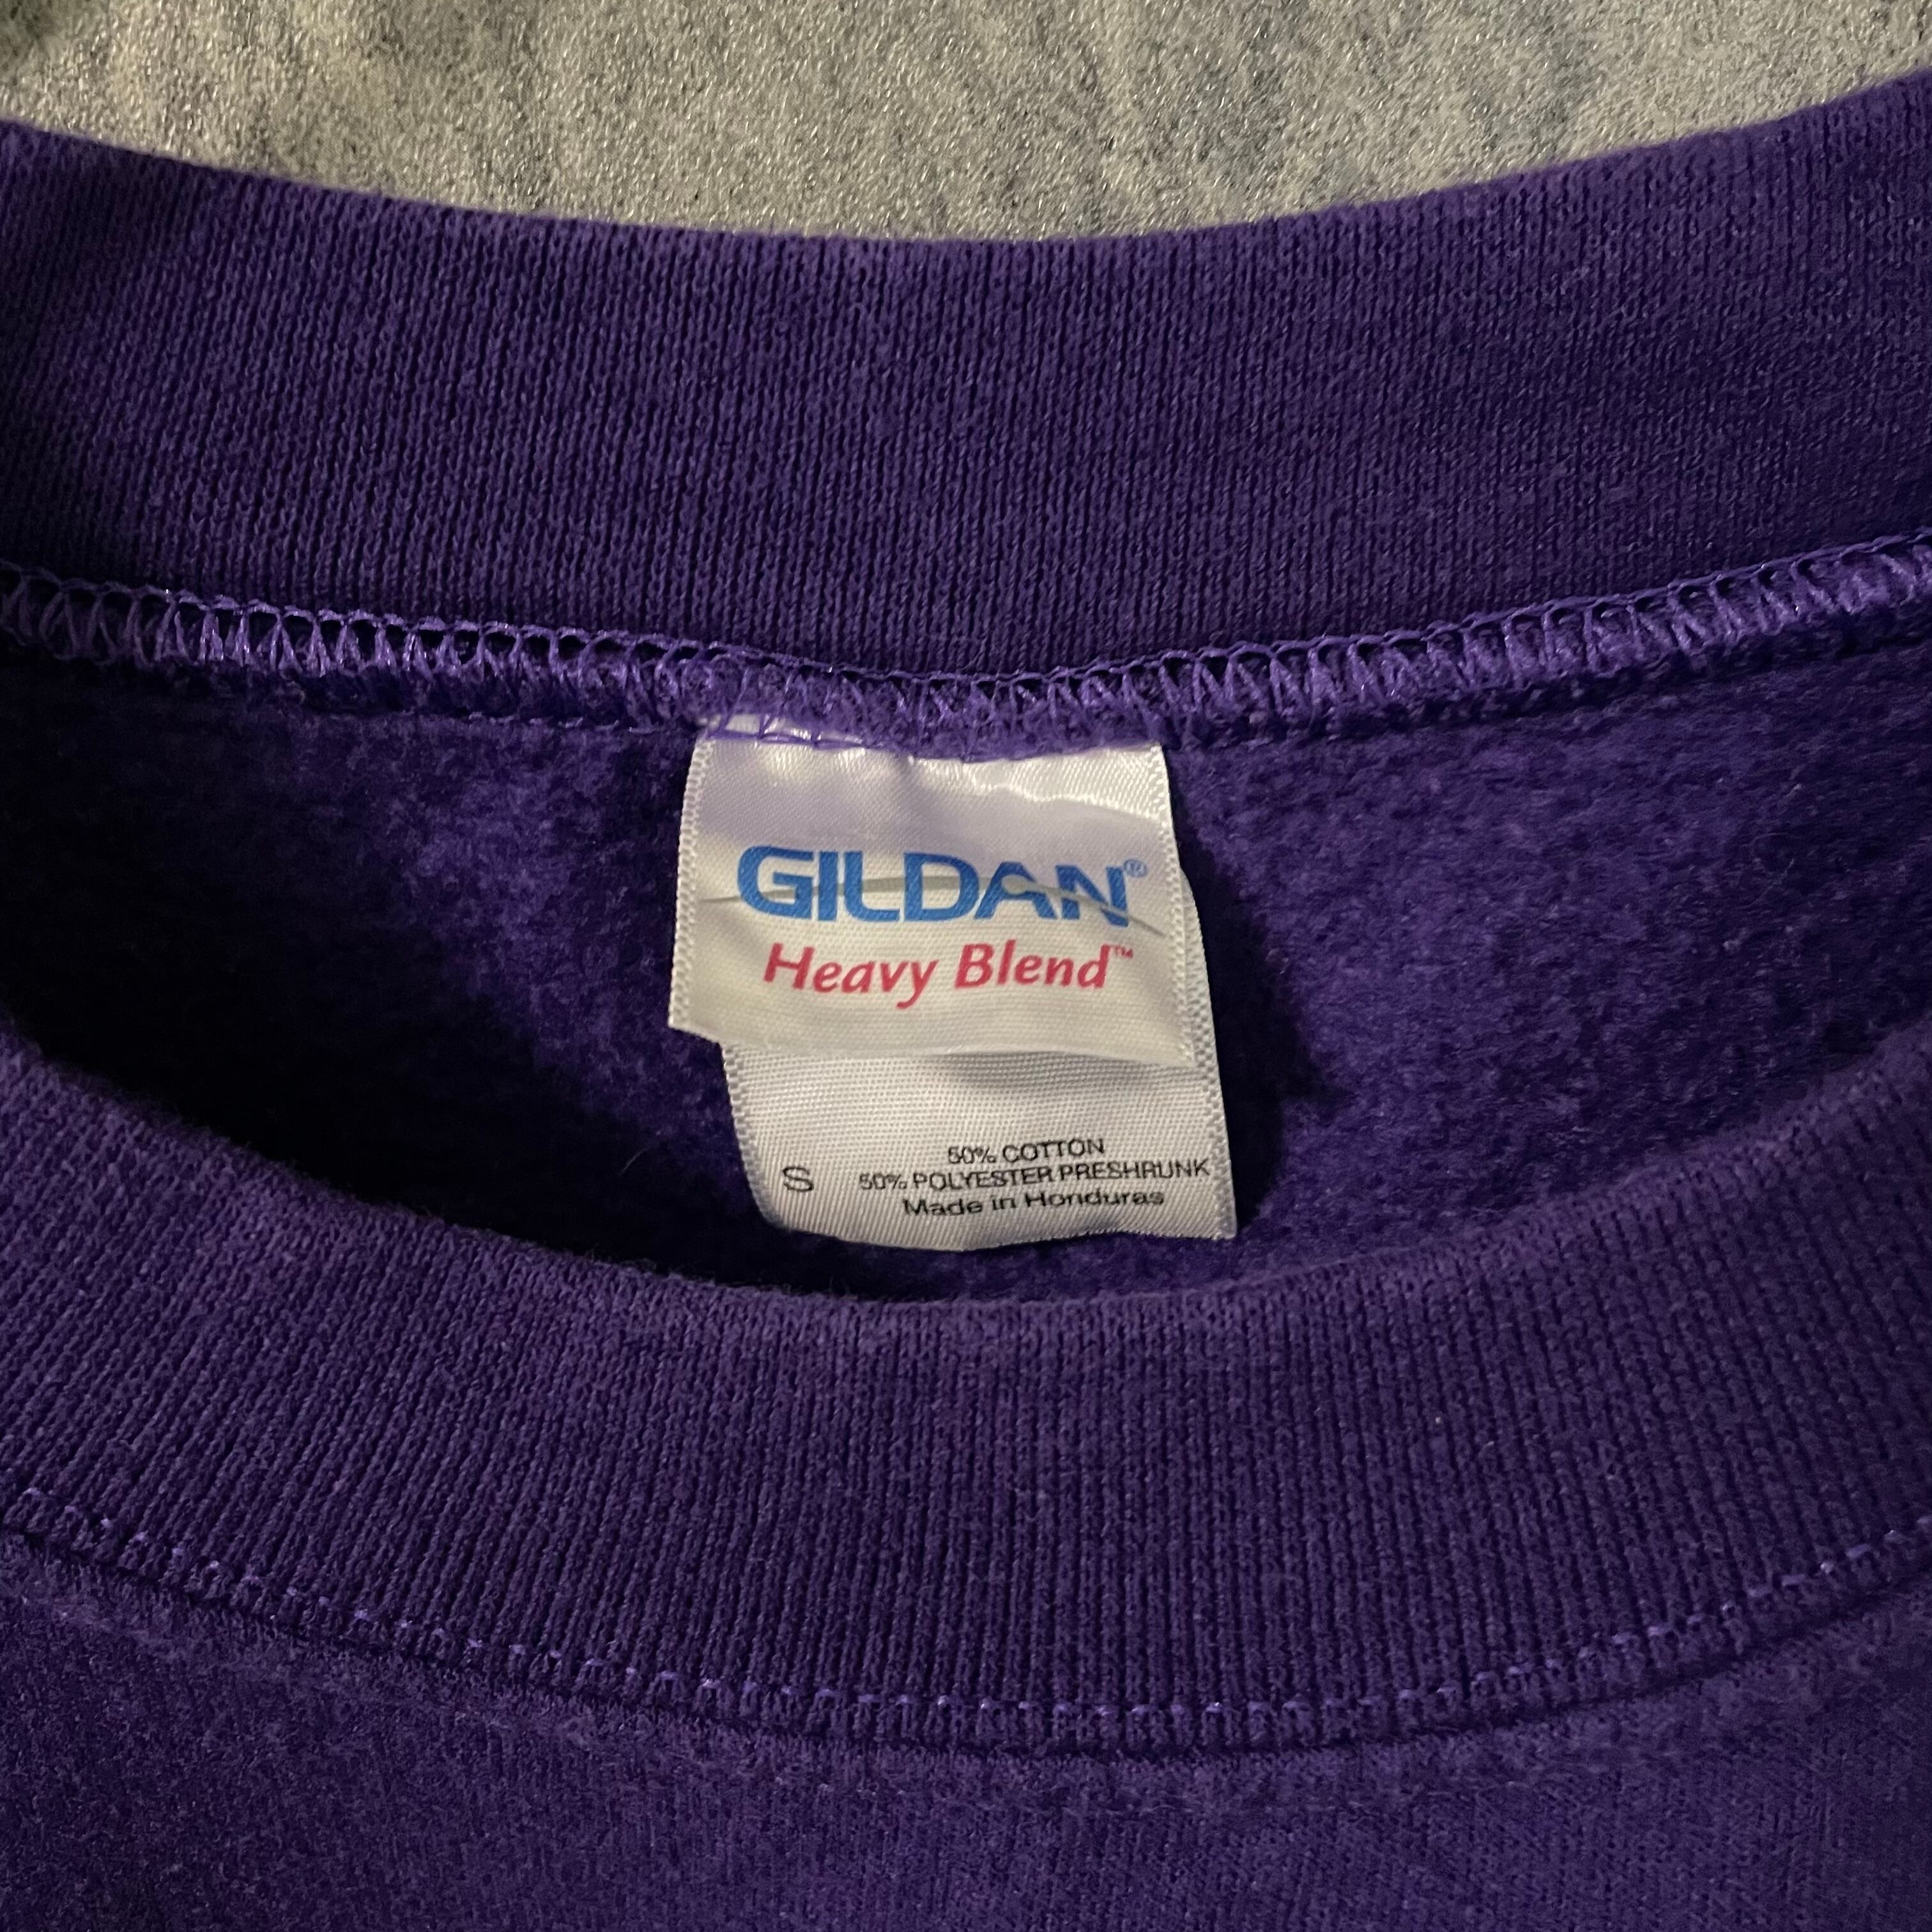 GILDAN®
Heavy Blend™
50% COTTON
S 50% POLYESTER PRESHRUNK
Made in Honduras